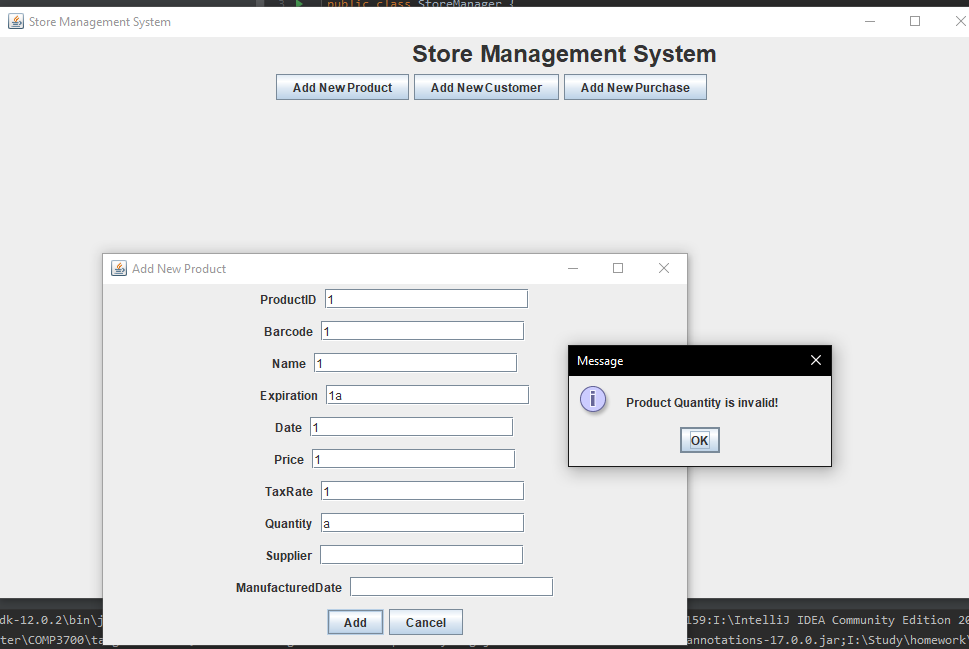 3 public class StoreManager {
Store Management System
Store Management System
Add New Product Add New Customer Add New Purchase
Add New Product
ProductID 1
Barcode 1
Name 1
Expiration 1a
Date 1
Price 1
TaxRate 1
Quantity a
Supplier
ManufacturedDate
Add Cancel
Message
Product Quantity is invalid!
OK
dk-12.0.2\bin\j 159:I:\IntelliJ IDEA Community Edition 20
ter\COMP3700\ta annotations-17.0.0.jar;I:\Study\homework\